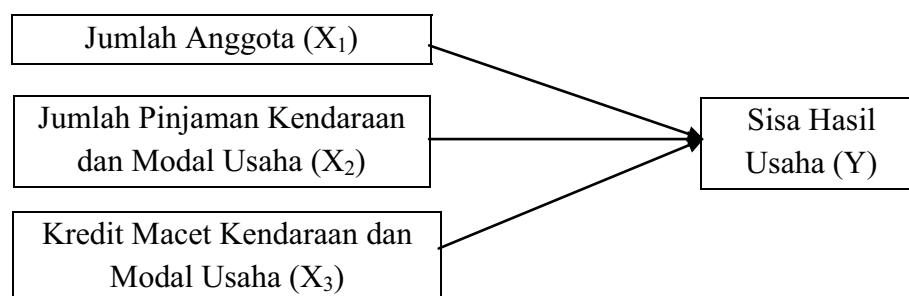 Jumlah Anggota (X₁)
Jumlah Pinjaman Kendaraan
dan Modal Usaha (X₂)
Kredit Macet Kendaraan dan
Modal Usaha (X₃)
Sisa Hasil
Usaha (Y)